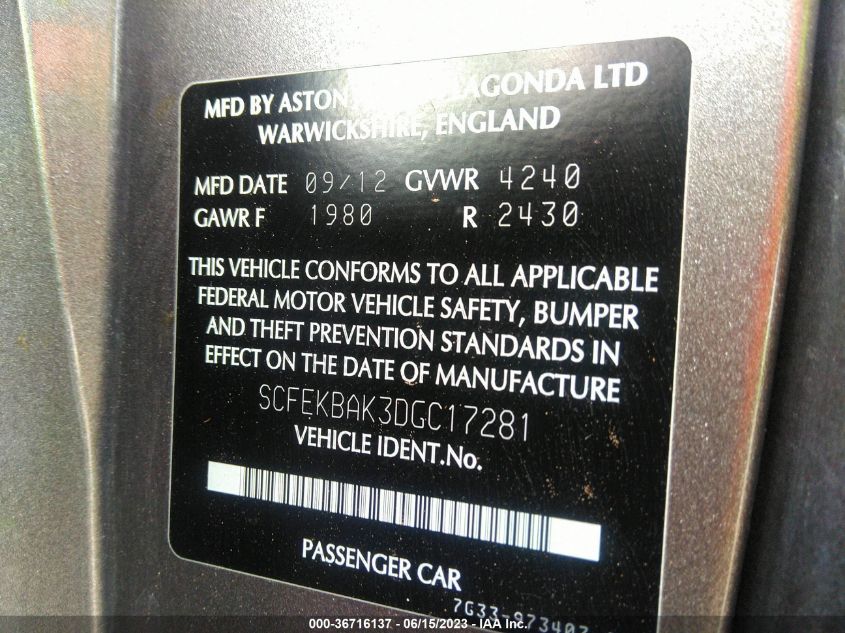 MFD BY ASTON LAGONDA LTD
WARWICKSHIRE, ENGLAND
MFD DATE 09/12 GVWR 4240
GAWR F 1980 R 2430
THIS VEHICLE CONFORMS TO ALL APPLICABLE
FEDERAL MOTOR VEHICLE SAFETY, BUMPER
AND THEFT PREVENTION STANDARDS IN
EFFECT ON THE DATE OF MANUFACTURE
SCFEKBAK3DGC17281
VEHICLE IDENT.No.
PASSENGER CAR
000-36716137 - 06/15/2023 - IAA Inc.